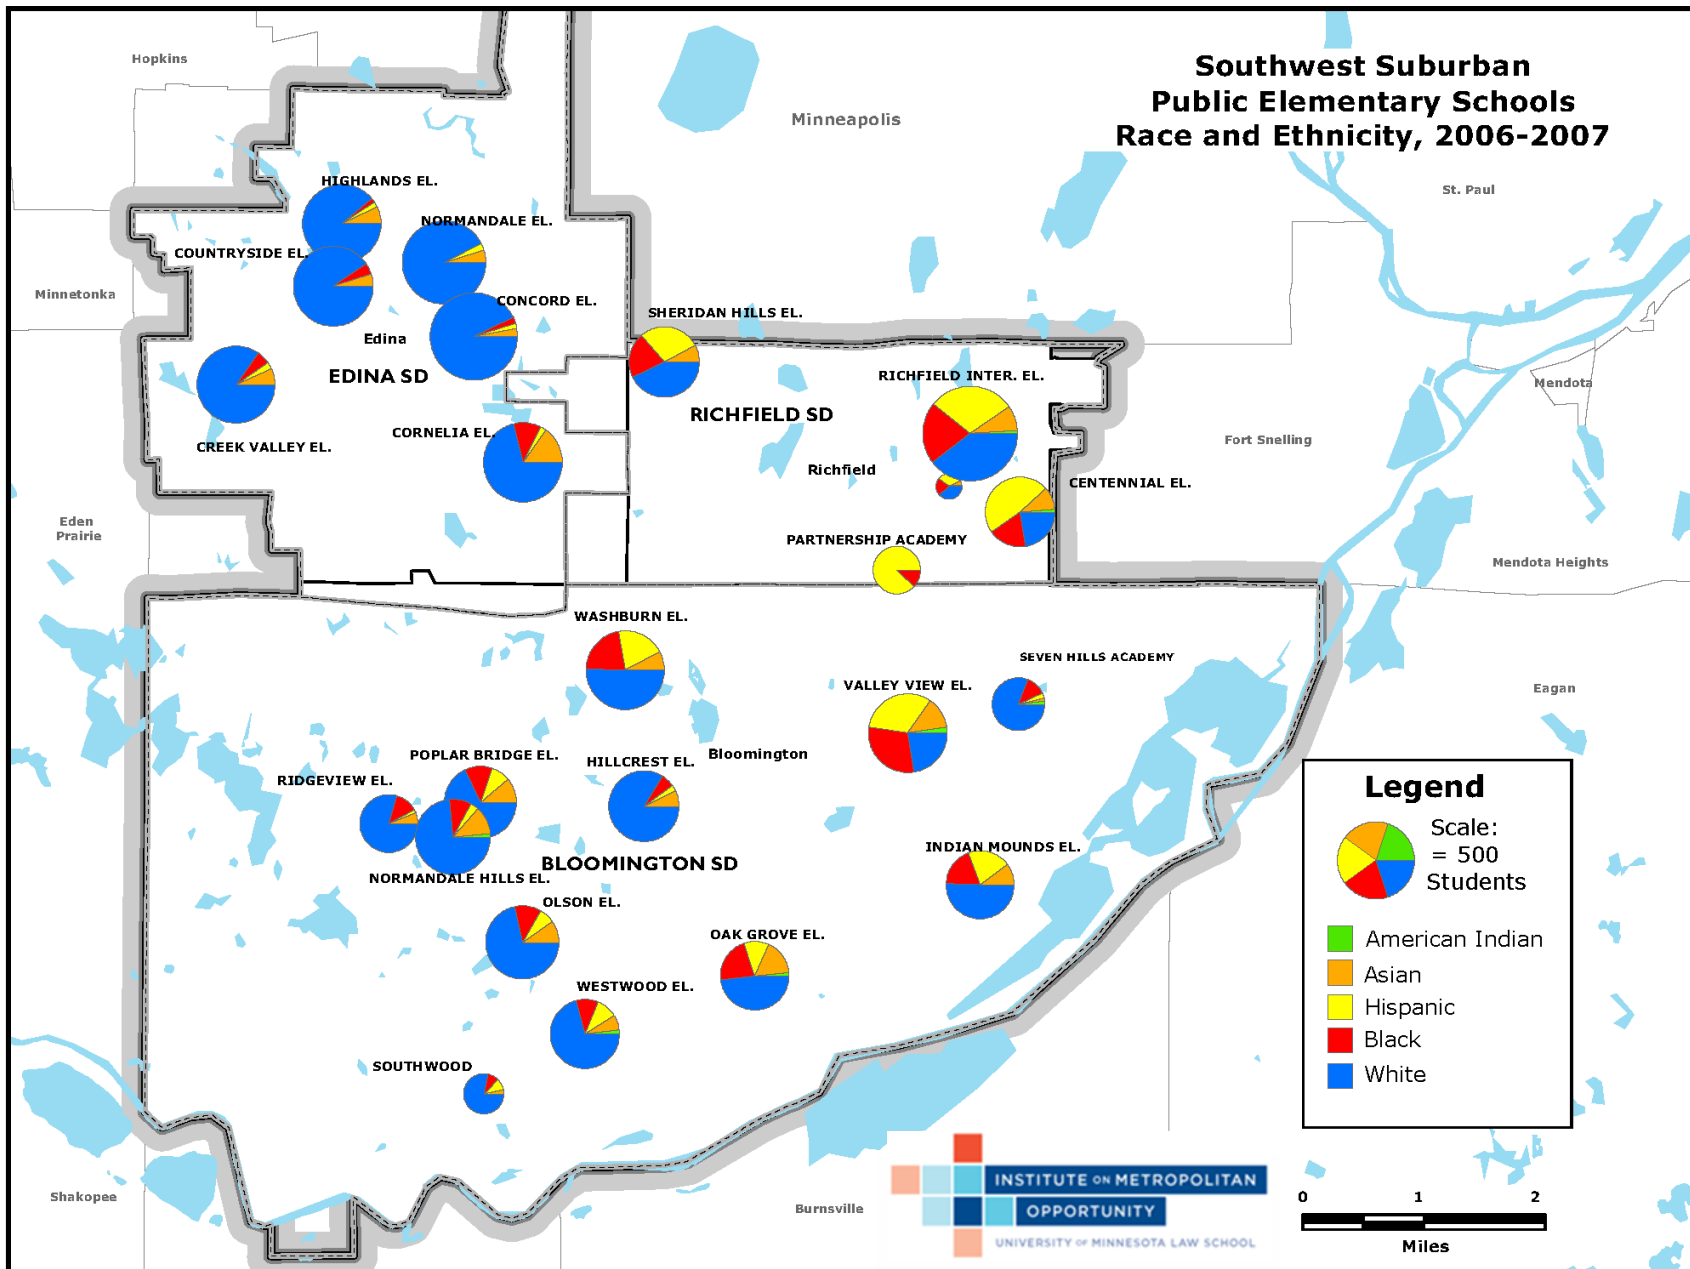 Southwest Suburban
Public Elementary Schools
Race and Ethnicity, 2006-2007
Hopkins
Minneapolis
St. Paul
HIGHLANDS EL.
NORMANDALE EL.
COUNTRYSIDE EL.
Minnetonka
CONCORD EL.
SHERIDAN HILLS EL.
Edina
EDINA SD
RICHFIELD INTER. EL.
Mendota
RICHFIELD SD
CORNELIA EL.
CREEK VALLEY EL.
Fort Snelling
Richfield
CENTENNIAL EL.
Eden
Prairie
PARTNERSHIP ACADEMY
Mendota Heights
WASHBURN EL.
SEVEN HILLS ACADEMY
VALLEY VIEW EL.
Eagan
POPLAR BRIDGE EL.
HILLCREST EL.
Bloomington
RIDGEVIEW EL.
INDIAN MOUNDS EL.
BLOOMINGTON SD
NORMANDALE HILLS EL.
OLSON EL.
OAK GROVE EL.
WESTWOOD EL.
SOUTHWOOD
Shakopee
Burnsville
Legend
Scale:
= 500
Students
American Indian
Asian
Hispanic
Black
White
INSTITUTE ON METROPOLITAN
OPPORTUNITY
UNIVERSITY OF MINNESOTA LAW SCHOOL
0 1 2
Miles